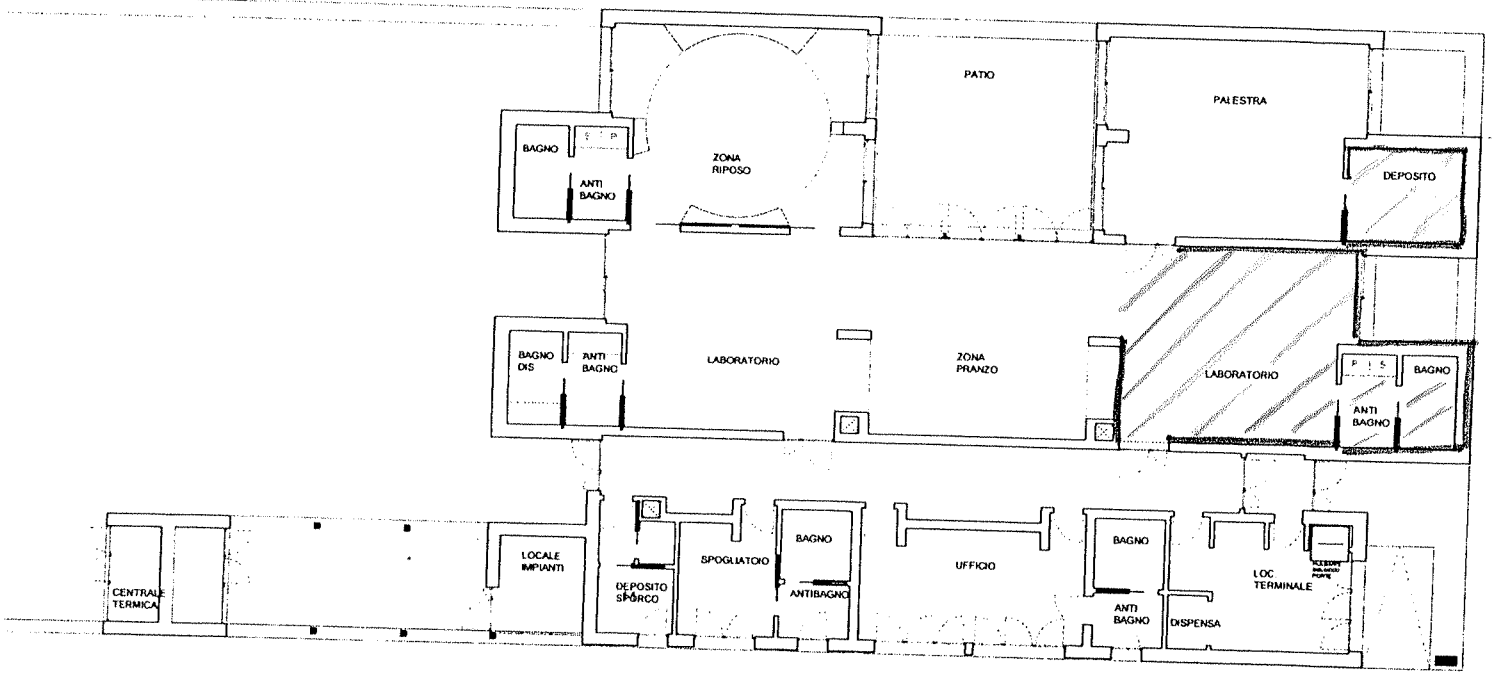 PATIO
PALESTRA
BAGNO
ZONA
RIPOSO
ANTI
BAGNO
DEPOSITO
BAGNO
DIS
ANTI
BAGNO
LABORATORIO
ZONA
PRANZO
LABORATORIO
P I S
BAGNO
ANTI
BAGNO
CENTRALE
TERMICA
LOCALE
IMPIANTI
DEPOSITO
SPORCO
SPOGLIATOIO
BAGNO
ANTIBAGNO
UFFICIO
BAGNO
ANTI
BAGNO
DISPENSA
LOC
TERMINALE